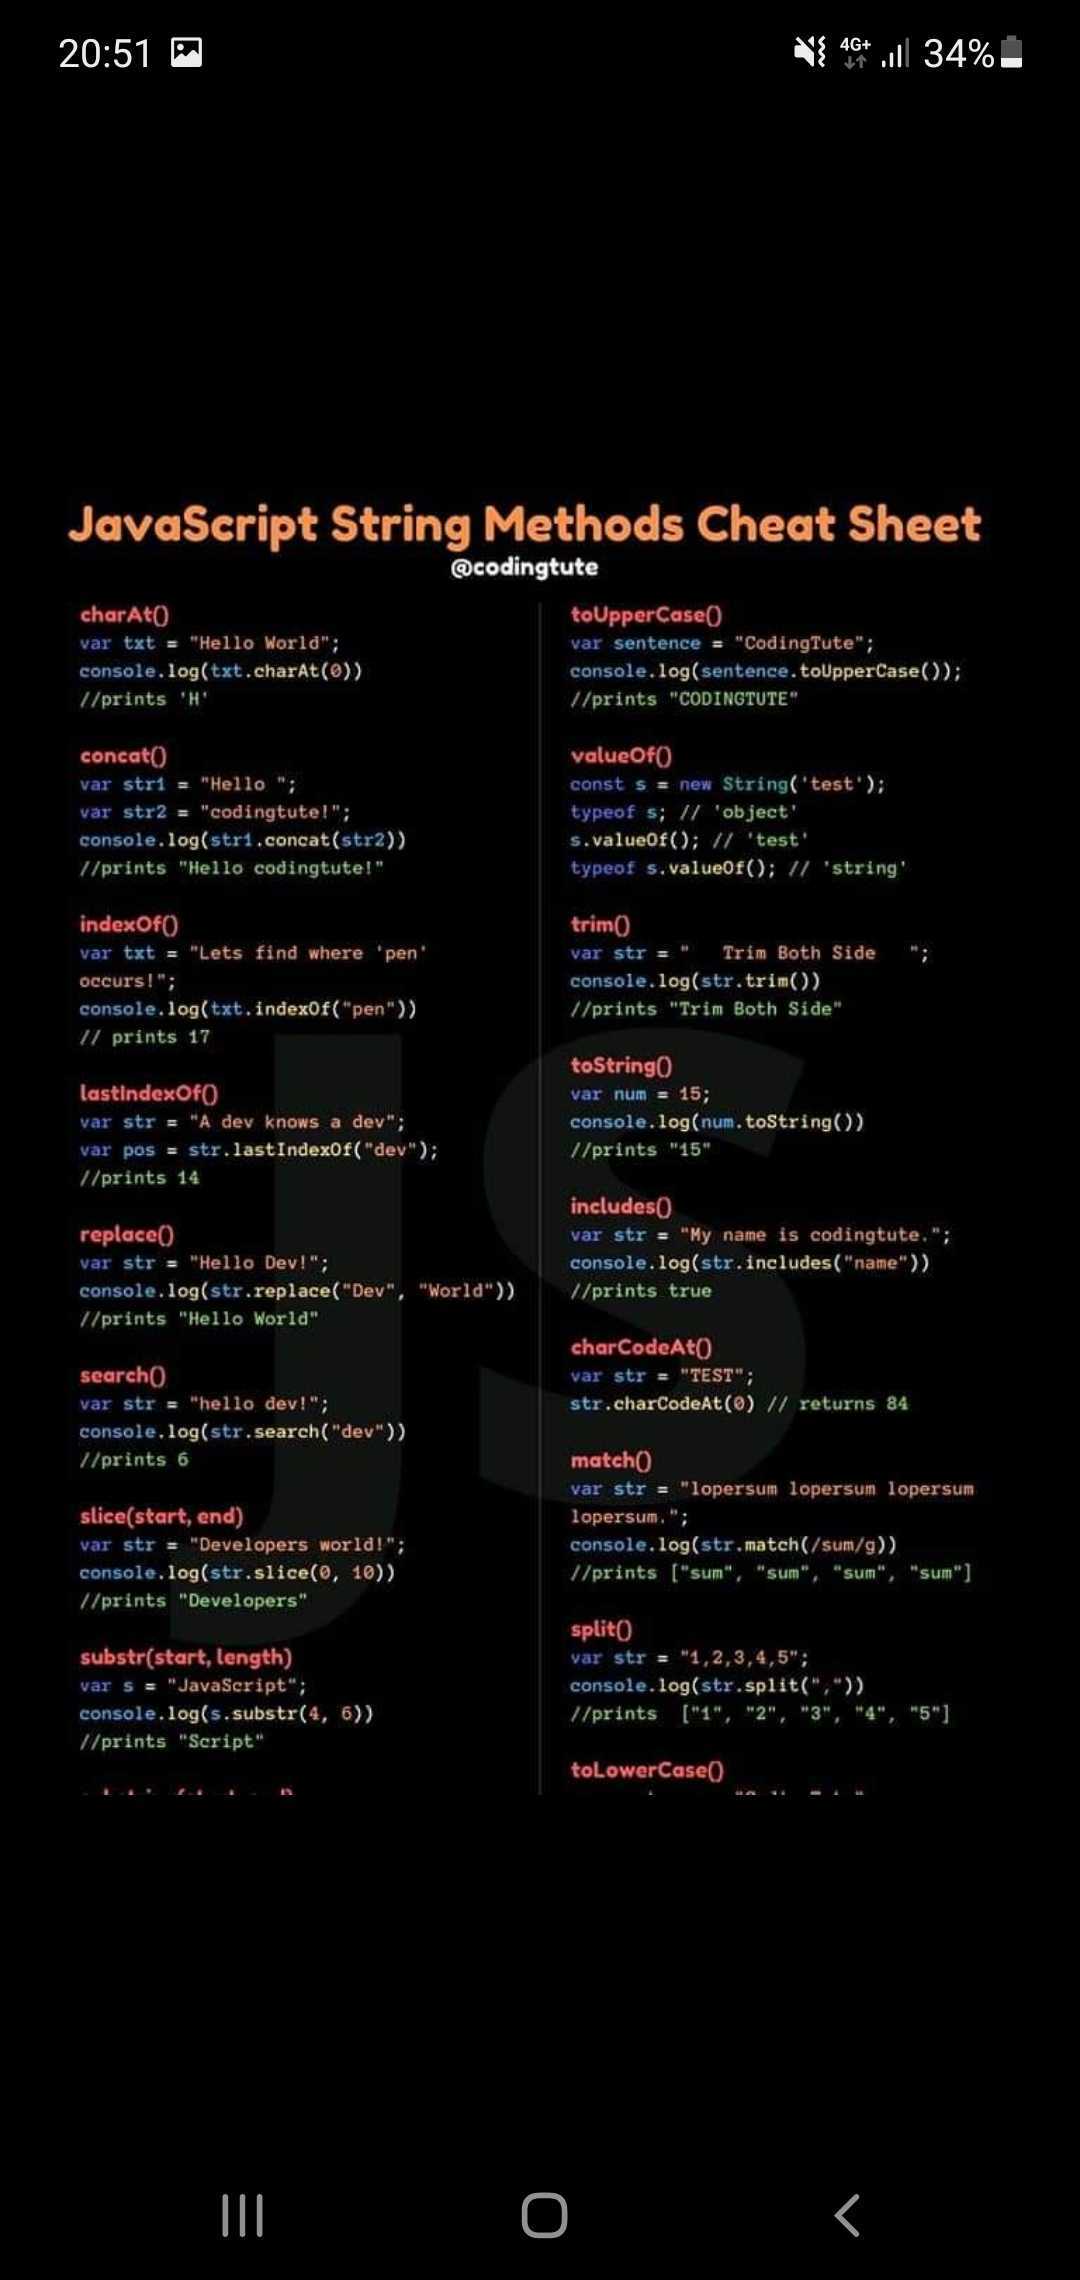 20:51
4G+ 34%
JavaScript String Methods Cheat Sheet
@codingtute
charAt()
var txt = "Hello World";
console.log(txt.charAt(0))
//prints 'H'
concat()
var str1 = "Hello ";
var str2 = "codingtute!";
console.log(str1.concat(str2))
//prints "Hello codingtute!"
indexOf()
var txt = "Lets find where 'pen'
occurs!";
console.log(txt.indexOf("pen"))
// prints 17
lastIndexOf()
var str = "A dev knows a dev";
var pos = str.lastIndexOf("dev");
//prints 14
replace()
var str = "Hello Dev!";
console.log(str.replace("Dev", "World"))
//prints "Hello World"
search()
var str = "hello dev!";
console.log(str.search("dev"))
//prints 6
slice(start, end)
var str = "Developers world!";
console.log(str.slice(0, 10))
//prints "Developers"
substr(start, length)
var s = "JavaScript";
console.log(s.substr(4, 6))
//prints "Script"
toUpperCase()
var sentence = "CodingTute";
console.log(sentence.toUpperCase());
//prints "CODINGTUTE"
valueOf()
const s = new String('test');
typeof s; // 'object'
s.valueOf(); // 'test'
typeof s.valueOf(); // 'string'
trim()
var str = "   Trim Both Side   ";
console.log(str.trim())
//prints "Trim Both Side"
toString()
var num = 15;
console.log(num.toString())
//prints "15"
includes()
var str = "My name is codingtute.";
console.log(str.includes("name"))
//prints true
charCodeAt()
var str = "TEST";
str.charCodeAt(0) // returns 84
match()
var str = "lopersum lopersum lopersum
lopersum.";
console.log(str.match(/sum/g))
//prints ["sum", "sum", "sum", "sum"]
split()
var str = "1,2,3,4,5";
console.log(str.split(","))
//prints  ["1", "2", "3", "4", "5"]
toLowerCase()
JS